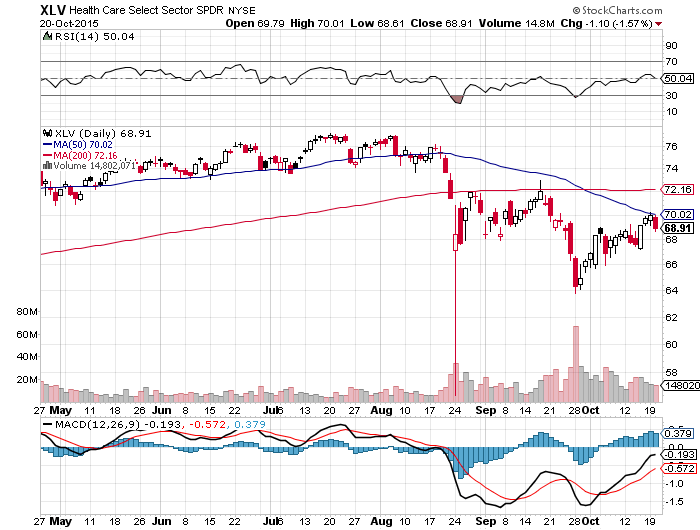 XLV Health Care Select Sector SPDR NYSE © StockCharts.com
20-Oct-2015 Open 69.79 High 70.01 Low 68.61 Close 68.91 Volume 14.8M Chg -1.10 (-1.57%)
RSI(14) 50.04
90
70
50.04
30
10
XLV (Daily) 68.91
MA(50) 70.02
MA(200) 72.16
Volume 14,802,071
76
74
72.16
70.02
68.91
68
66
64
62
60
58
80M
60M
40M
20M
148020
27 May 11 18 26 Jun 8 15 22 Jul 6 13 20 27 Aug 10 17 24 Sep 8 14 21 28 Oct 12 19
MACD(12,26,9) -0.193, -0.572, 0.379
0.379
0.0
-0.193
-0.572
-1.0
-1.5
27 May 11 18 26 Jun 8 15 22 Jul 6 13 20 27 Aug 10 17 24 Sep 8 14 21 28 Oct 12 19